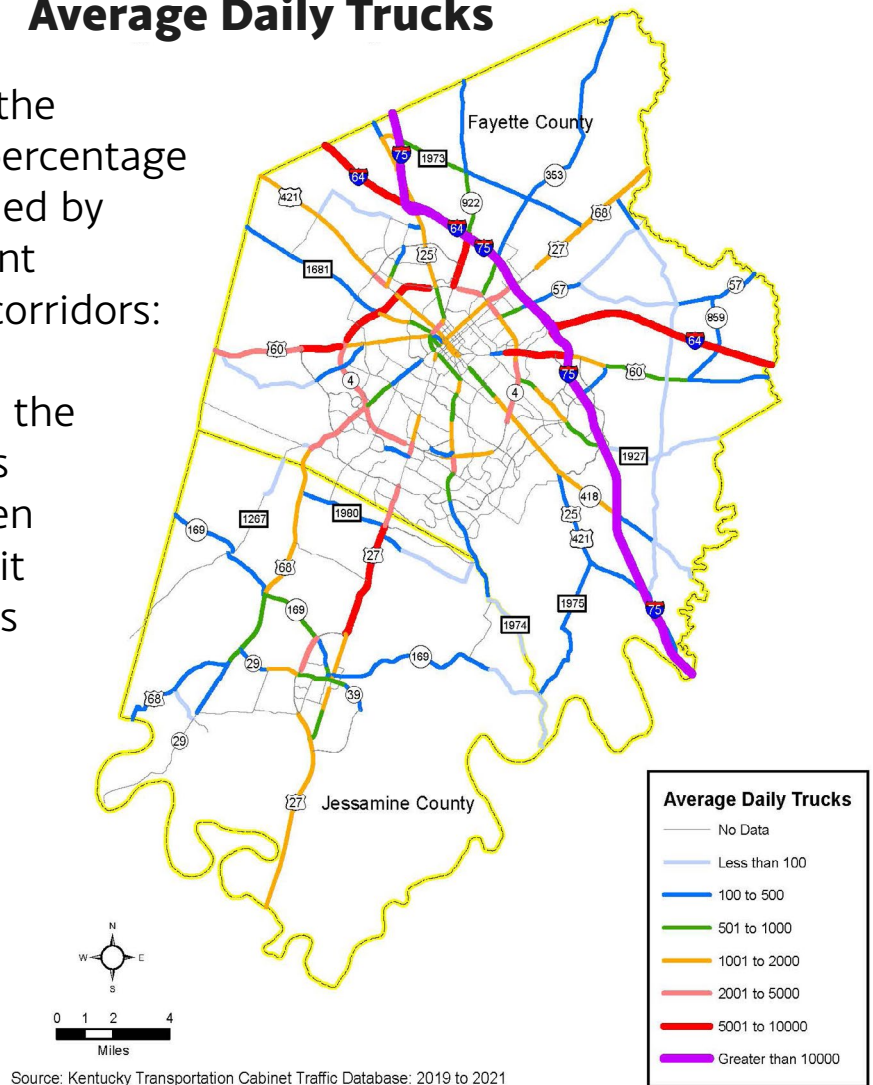 Average Daily Trucks
the
ercentage
ed by
nt
corridors:
the
s
en
it
s
Fayette County
75
1973
64
353
421
922
68
64
75
27
25
1681
57
57
859
64
60
75
60
4
4
1927
418
169
1267
1980
25
27
421
68
75
1975
169
1974
29
169
68
39
29
27
Jessamine County
Average Daily Trucks
No Data
Less than 100
100 to 500
501 to 1000
1001 to 2000
2001 to 5000
5001 to 10000
Greater than 10000
N
W E
S
0 1 2 4
Miles
Source: Kentucky Transportation Cabinet Traffic Database: 2019 to 2021